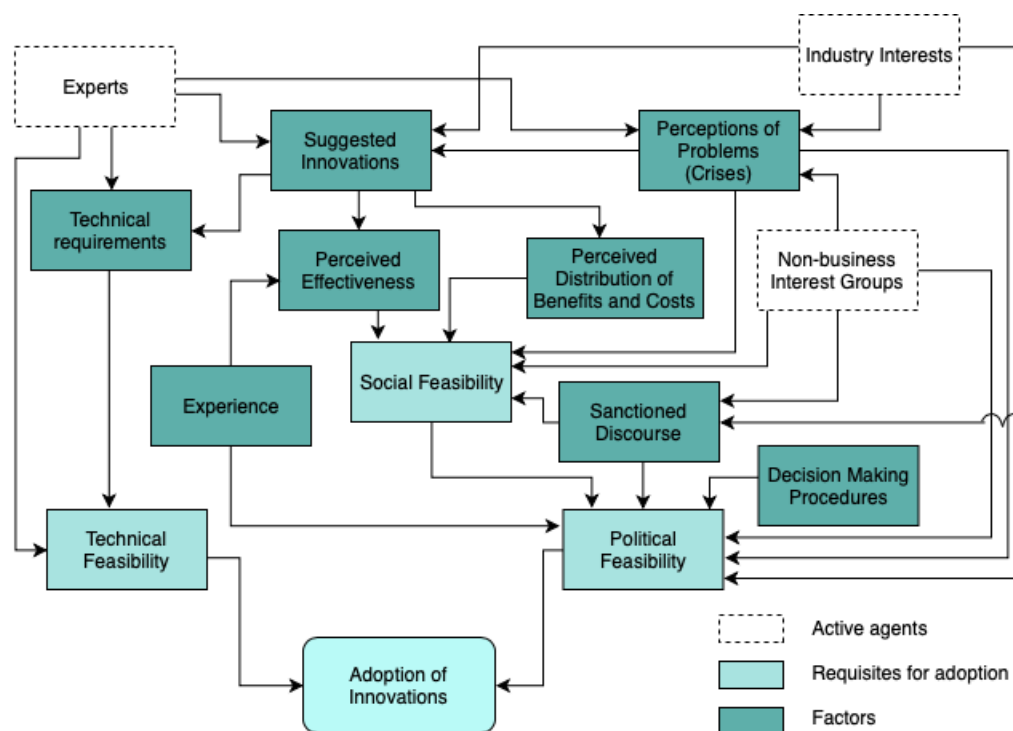 Experts
Industry Interests
Suggested
Innovations
Perceptions of
Problems
(Crises)
Technical
requirements
Perceived
Effectiveness
Perceived
Distribution of
Benefits and Costs
Non-business
Interest Groups
Social Feasibility
Experience
Sanctioned
Discourse
Decision Making
Procedures
Technical
Feasibility
Political
Feasibility
Adoption of
Innovations
Active agents
Requisites for adoption
Factors